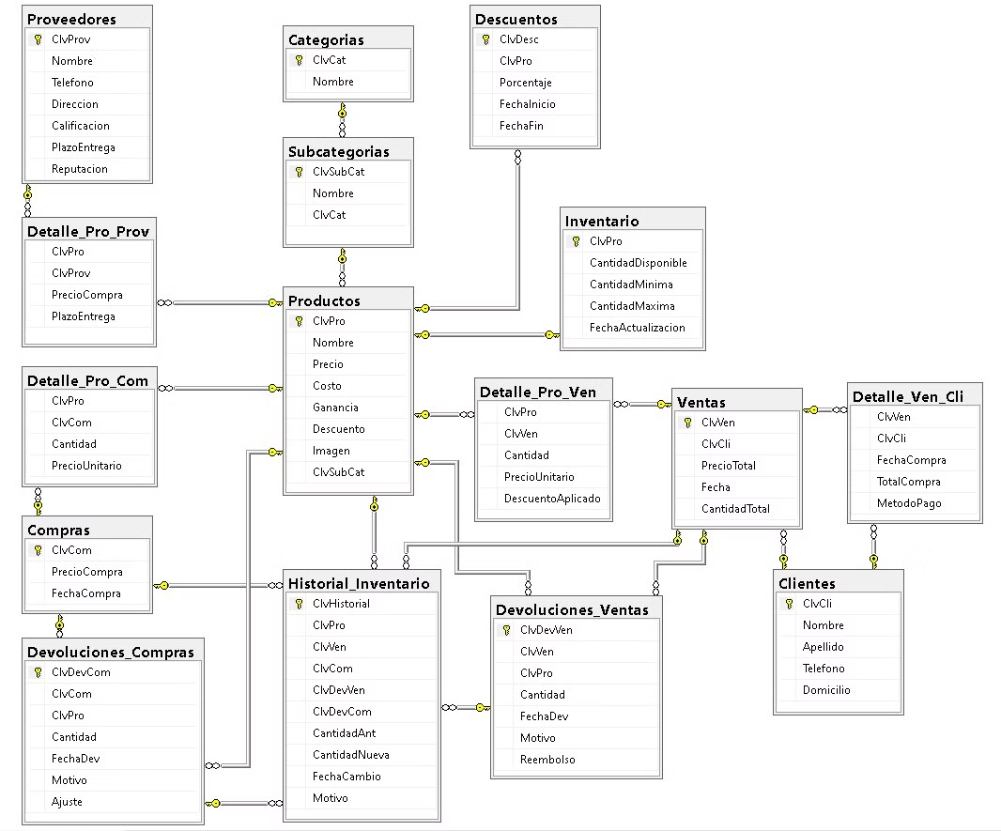 Proveedores
ClvProv
Nombre
Telefono
Direccion
Calificacion
PlazoEntrega
Reputacion
Categorias
ClvCat
Nombre
Descuentos
ClvDesc
ClvPro
Porcentaje
FechaInicio
FechaFin
Subcategorias
ClvSubCat
Nombre
ClvCat
Detalle_Pro_Prov
ClvPro
ClvProv
PrecioCompra
PlazoEntrega
Inventario
ClvPro
CantidadDisponible
CantidadMinima
CantidadMaxima
FechaActualizacion
Productos
ClvPro
Nombre
Precio
Costo
Ganancia
Descuento
Imagen
ClvSubCat
Detalle_Pro_Com
ClvPro
ClvCom
Cantidad
PrecioUnitario
Detalle_Pro_Ven
ClvPro
ClvVen
Cantidad
PrecioUnitario
DescuentoAplicado
Ventas
ClvVen
ClvCli
PrecioTotal
Fecha
CantidadTotal
Detalle_Ven_Cli
ClvVen
ClvCli
FechaCompra
TotalCompra
MetodoPago
Compras
ClvCom
PrecioCompra
FechaCompra
Historial_Inventario
ClvHistorial
ClvPro
ClvVen
ClvCom
ClvDevVen
ClvDevCom
CantidadAnt
CantidadNueva
FechaCambio
Motivo
Devoluciones_Ventas
ClvDevVen
ClvVen
ClvPro
Cantidad
FechaDev
Motivo
Reembolso
Clientes
ClvCli
Nombre
Apellido
Telefono
Domicilio
Devoluciones_Compras
ClvDevCom
ClvCom
ClvPro
Cantidad
FechaDev
Motivo
Ajuste